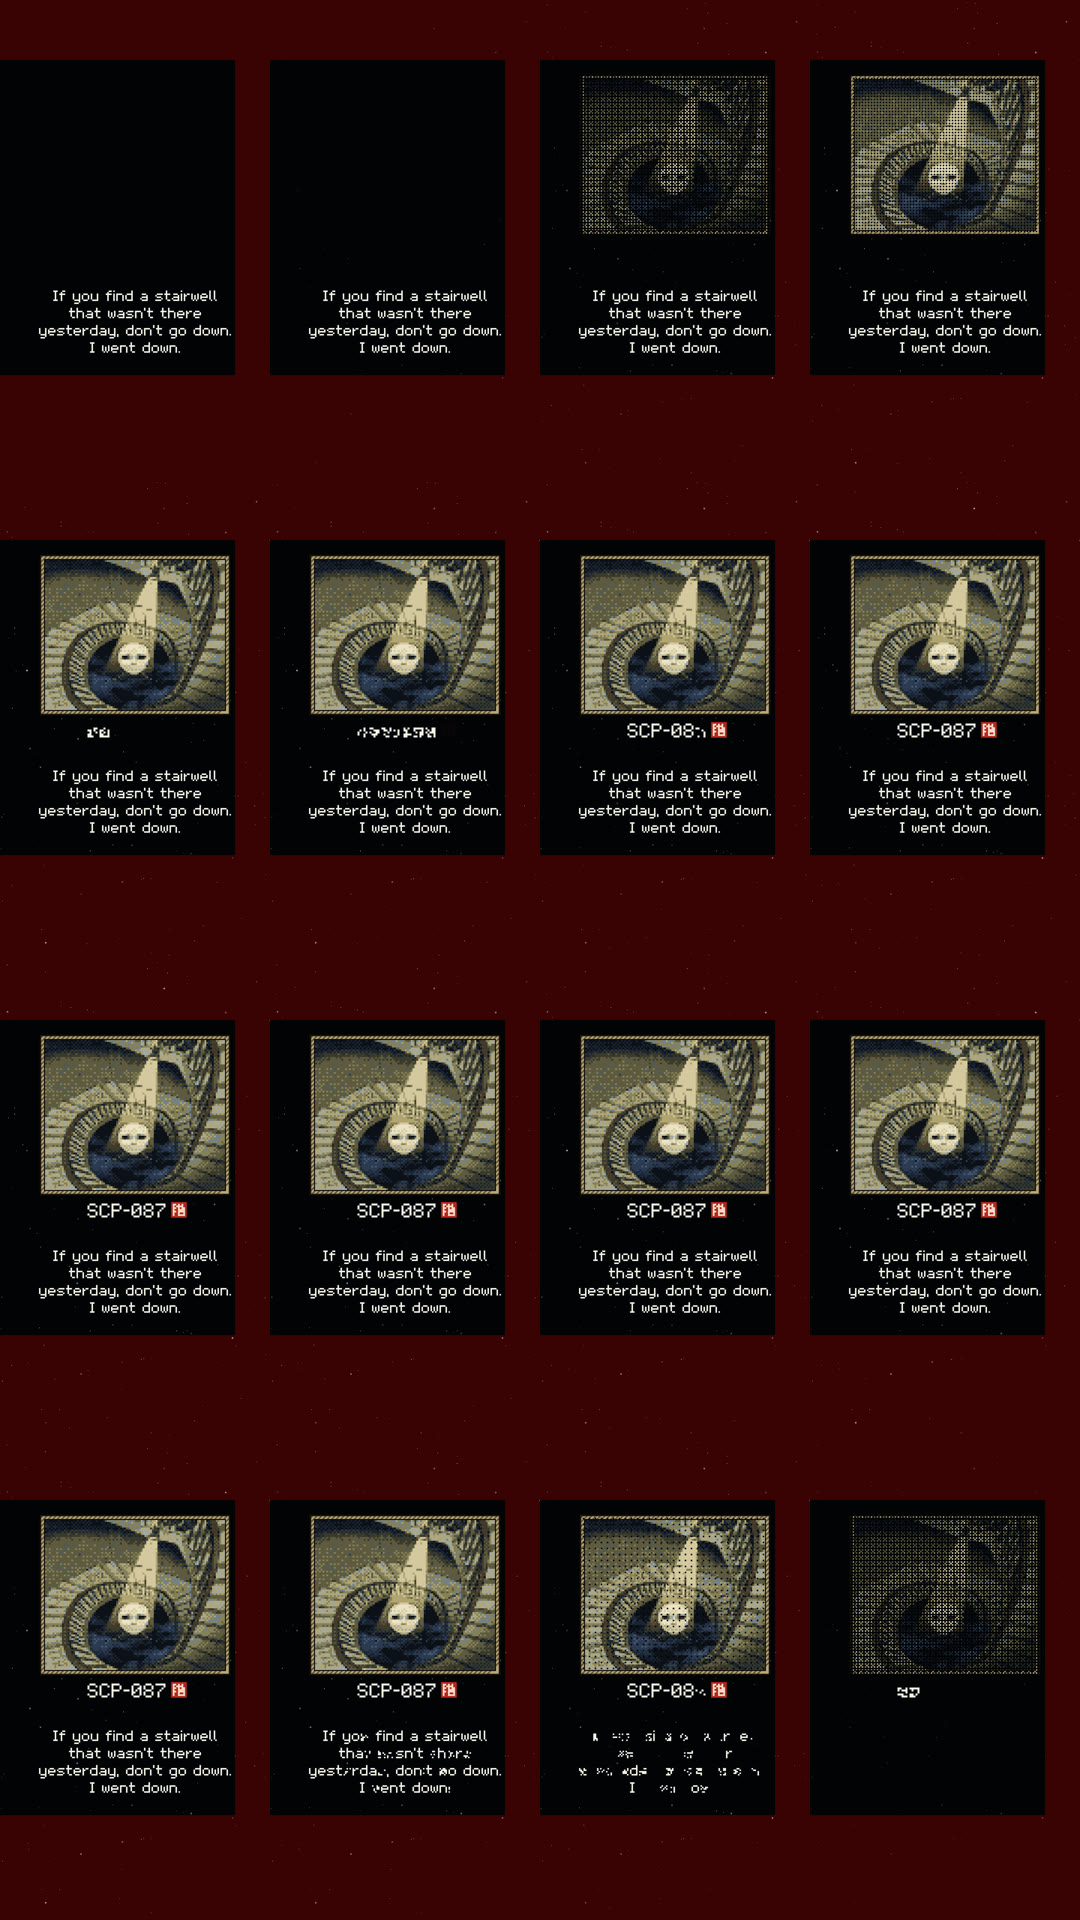 If you find a stairwell If you find a stairwell If you find a stairwell If you find a stairwell
that wasn't there that wasn't there that wasn't there that wasn't there
yesterday, don't go down. yesterday, don't go down. yesterday, don't go down. yesterday, don't go down.
I went down. I went down. I went down. I went down.
SCP-08 SCP-087
If you find a stairwell If you find a stairwell If you find a stairwell If you find a stairwell
that wasn't there that wasn't there that wasn't there that wasn't there
yesterday, don't go down. yesterday, don't go down. yesterday, don't go down. yesterday, don't go down.
I went down. I went down. I went down. I went down.
SCP-087 SCP-087 SCP-087 SCP-087
If you find a stairwell If you find a stairwell If you find a stairwell If you find a stairwell
that wasn't there that wasn't there that wasn't there that wasn't there
yesterday, don't go down. yesterday, don't go down. yesterday, don't go down. yesterday, don't go down.
I went down. I went down. I went down. I went down.
SCP-087 SCP-087 SCP-08
If you find a stairwell If you find a stairwell
that wasn't there
yesterday, don't go down. go down.
I went down. I went down.